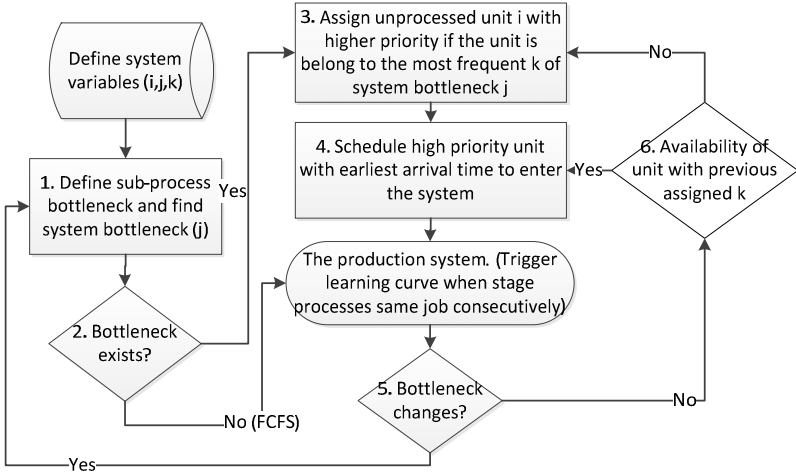 Define system
variables (i,j,k)
1. Define sub-process
bottleneck and find
system bottleneck (j)
2. Bottleneck
exists?
Yes
No (FCFS)
3. Assign unprocessed unit i with
higher priority if the unit is
belong to the most frequent k of
system bottleneck j
4. Schedule high priority unit
with earliest arrival time to enter
the system
The production system. (Trigger
learning curve when stage
processes same job consecutively)
5. Bottleneck
changes?
Yes
No
6. Availability of
unit with previous
assigned k
Yes
No